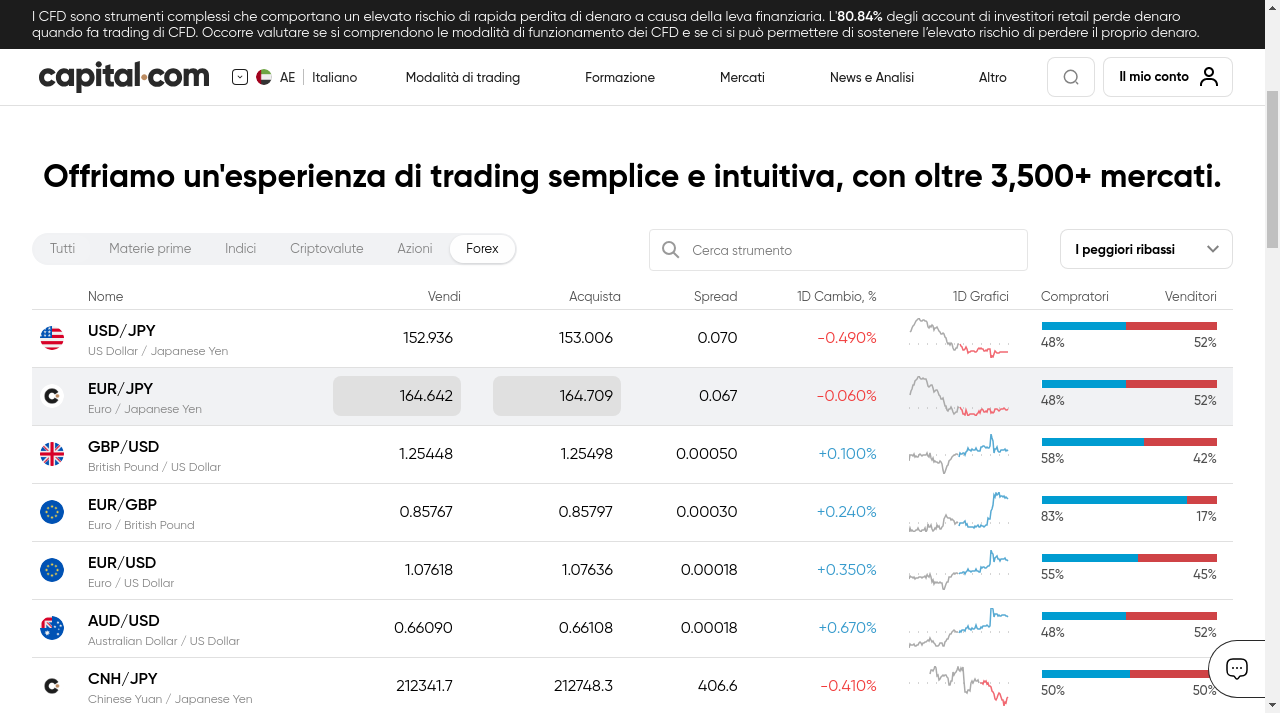 I CFD sono strumenti complessi che comportano un elevato rischio di rapida perdita di denaro a causa della leva finanziaria. L'80.84% degli account di investitori retail perde denaro
quando fa trading di CFD. Occorre valutare se si comprendono le modalità di funzionamento dei CFD e se ci si può permettere di sostenere l’elevato rischio di perdere il proprio denaro.
capital.com AE Italiano Modalità di trading Formazione Mercati News e Analisi Altro Il mio conto
Offriamo un'esperienza di trading semplice e intuitiva, con oltre 3,500+ mercati.
Tutti Materie prime Indici Criptovalute Azioni Forex Cerca strumento I peggiori ribassi
Nome Vendi Acquista Spread 1D Cambio, % 1D Grafici Compratori Venditori
USD/JPY 152.936 153.006 0.070 -0.490%
US Dollar / Japanese Yen 48% 52%
EUR/JPY 164.642 164.709 0.067 -0.060%
Euro / Japanese Yen 48% 52%
GBP/USD 1.25448 1.25498 0.00050 +0.100%
British Pound / US Dollar 58% 42%
EUR/GBP 0.85767 0.85797 0.00030 +0.240%
Euro / British Pound 83% 17%
EUR/USD 1.07618 1.07636 0.00018 +0.350%
Euro / US Dollar 55% 45%
AUD/USD 0.66090 0.66108 0.00018 +0.670%
Australian Dollar / US Dollar 48% 52%
CNH/JPY 212341.7 212748.3 406.6 -0.410%
Chinese Yuan / Japanese Yen 50% 50%